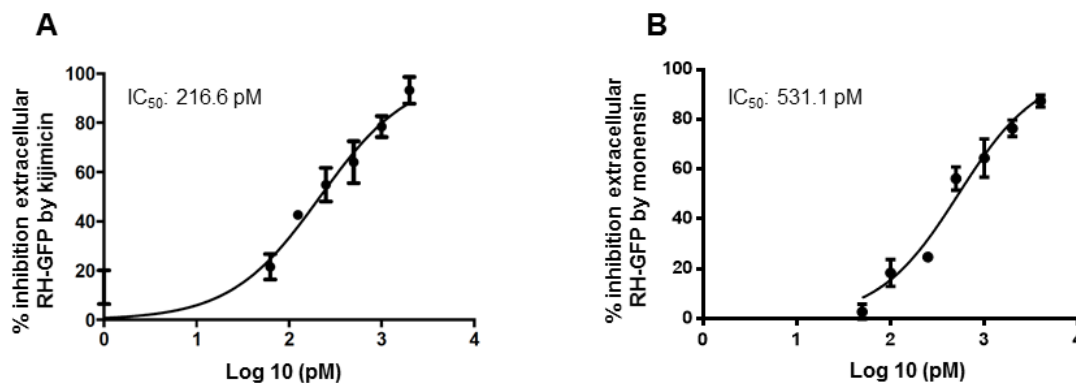 A
% inhibition extracellular
RH-GFP by kijimicin
100
80
60
40
20
0
IC50: 216.6 pM
0 1 2 3 4
Log 10 (pM)
B
% inhibition extracellular
RH-GFP by monensin
100
80
60
40
20
0
IC50: 531.1 pM
0 1 2 3 4
Log 10 (pM)